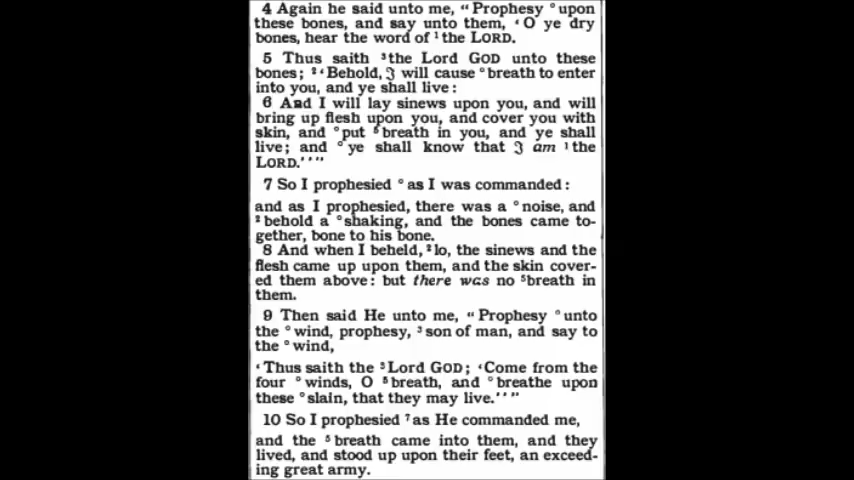 4 Again he said unto me, “Prophesy °upon
these bones, and say unto them, ‘O ye dry
bones, hear the word of ¹the LORD.
5 Thus saith ³the Lord GOD unto these
bones; ²‘Behold, ℑ will cause °breath to enter
into you, and ye shall live:
6 And I will lay sinews upon you, and will
bring up flesh upon you, and cover you with
skin, and °put ⁵breath in you, and ye shall
live; and °ye shall know that ℑ am ¹the
LORD.’’”
7 So I prophesied °as I was commanded:
and as I prophesied, there was a °noise, and
²behold a °shaking, and the bones came to-
gether, bone to his bone.
8 And when I beheld, ²lo, the sinews and the
flesh came up upon them, and the skin cover-
ed them above: but there was no ⁵breath in
them.
9 Then said He unto me, “Prophesy °unto
the °wind, prophesy, ³son of man, and say to
the °wind,
‘Thus saith the ³Lord GOD; ‘Come from the
four °winds, O ⁵breath, and °breathe upon
these °slain, that they may live.’’”
10 So I prophesied ⁷as He commanded me,
and the ⁵breath came into them, and they
lived, and stood up upon their feet, an exceed-
ing great army.